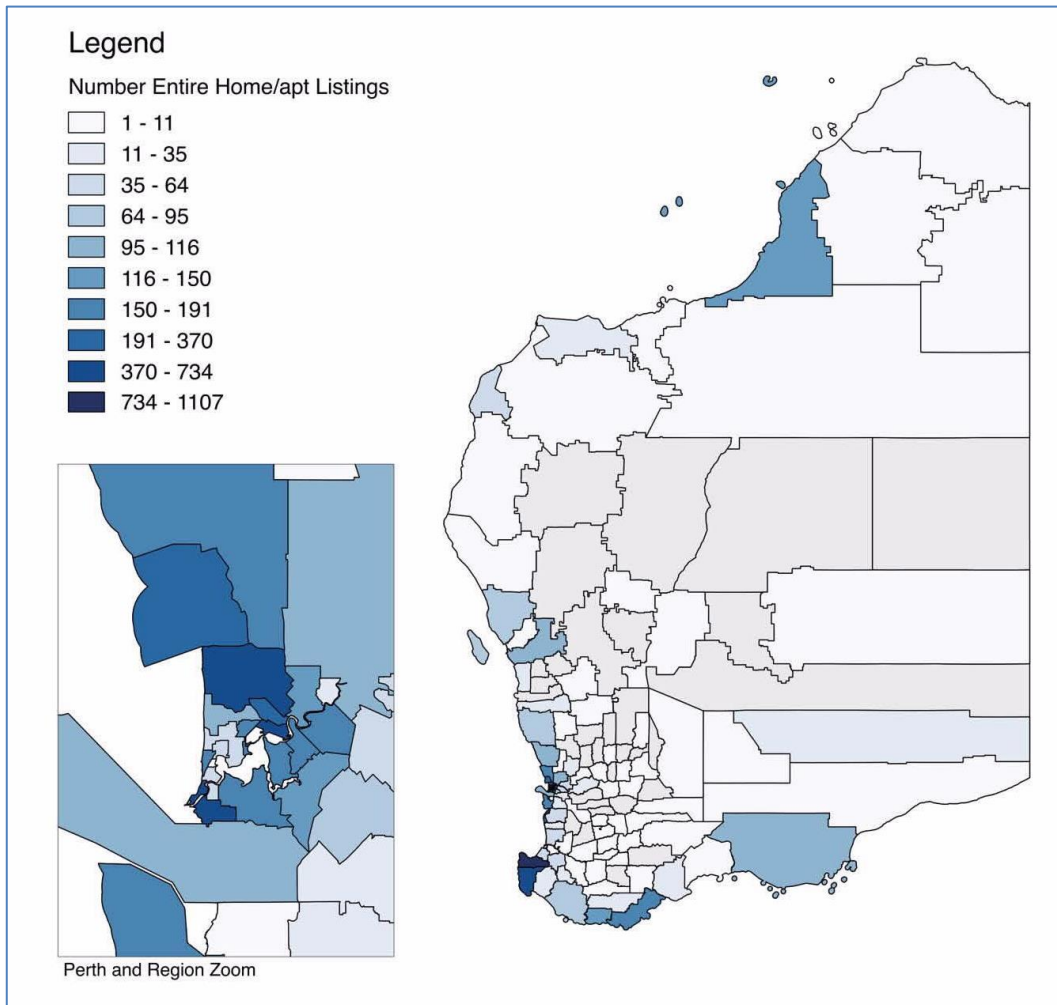 Legend
Number Entire Home/apt Listings
1 - 11
11 - 35
35 - 64
64 - 95
95 - 116
116 - 150
150 - 191
191 - 370
370 - 734
734 - 1107
Perth and Region Zoom